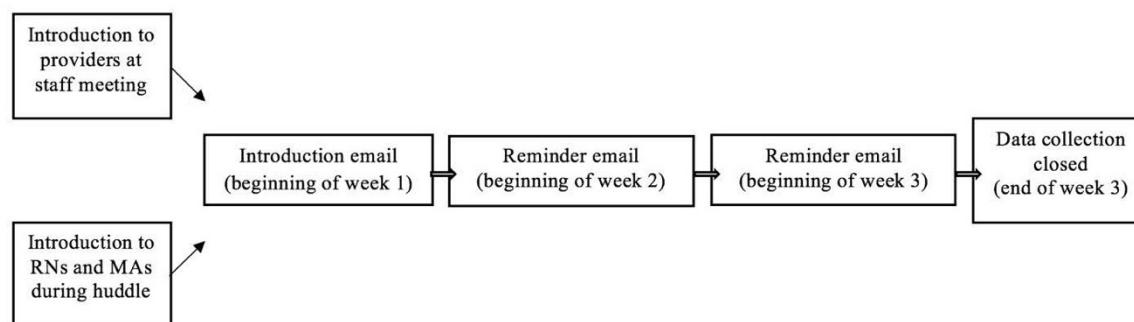 Introduction to
providers at
staff meeting
Introduction email
(beginning of week 1)
Reminder email
(beginning of week 2)
Reminder email
(beginning of week 3)
Data collection
closed
(end of week 3)
Introduction to
RNs and MAs
during huddle